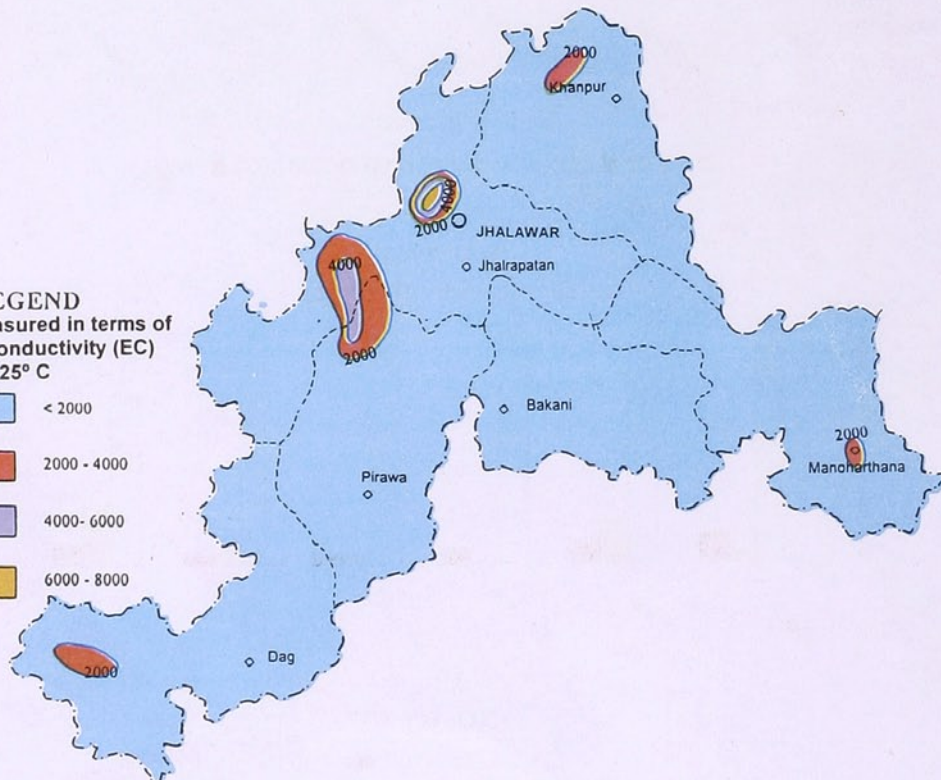 2000
Khanpur
4000
2000
JHALAWAR
Jhalrapatan
4000
2000
EGEND
asured in terms of
onductivity (EC)
25° C
< 2000
2000 - 4000
4000- 6000
6000 - 8000
Bakani
2000
Manoharthana
Pirawa
Dag
2000